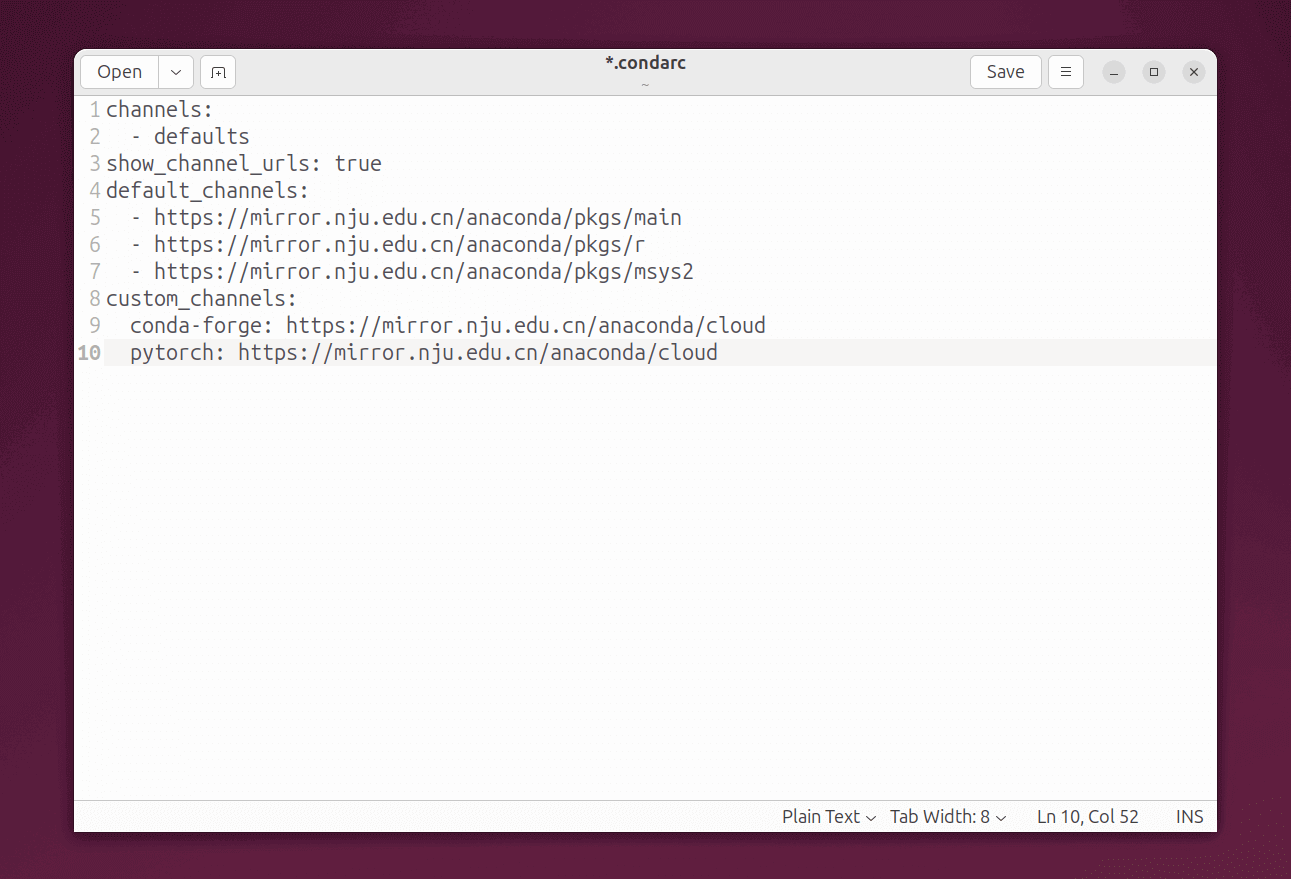 Open
*.condarc
~
Save
1 channels:
2   - defaults
3 show_channel_urls: true
4 default_channels:
5   - https://mirror.nju.edu.cn/anaconda/pkgs/main
6   - https://mirror.nju.edu.cn/anaconda/pkgs/r
7   - https://mirror.nju.edu.cn/anaconda/pkgs/msys2
8 custom_channels:
9   conda-forge: https://mirror.nju.edu.cn/anaconda/cloud
10   pytorch: https://mirror.nju.edu.cn/anaconda/cloud
Plain Text Tab Width: 8 Ln 10, Col 52 INS